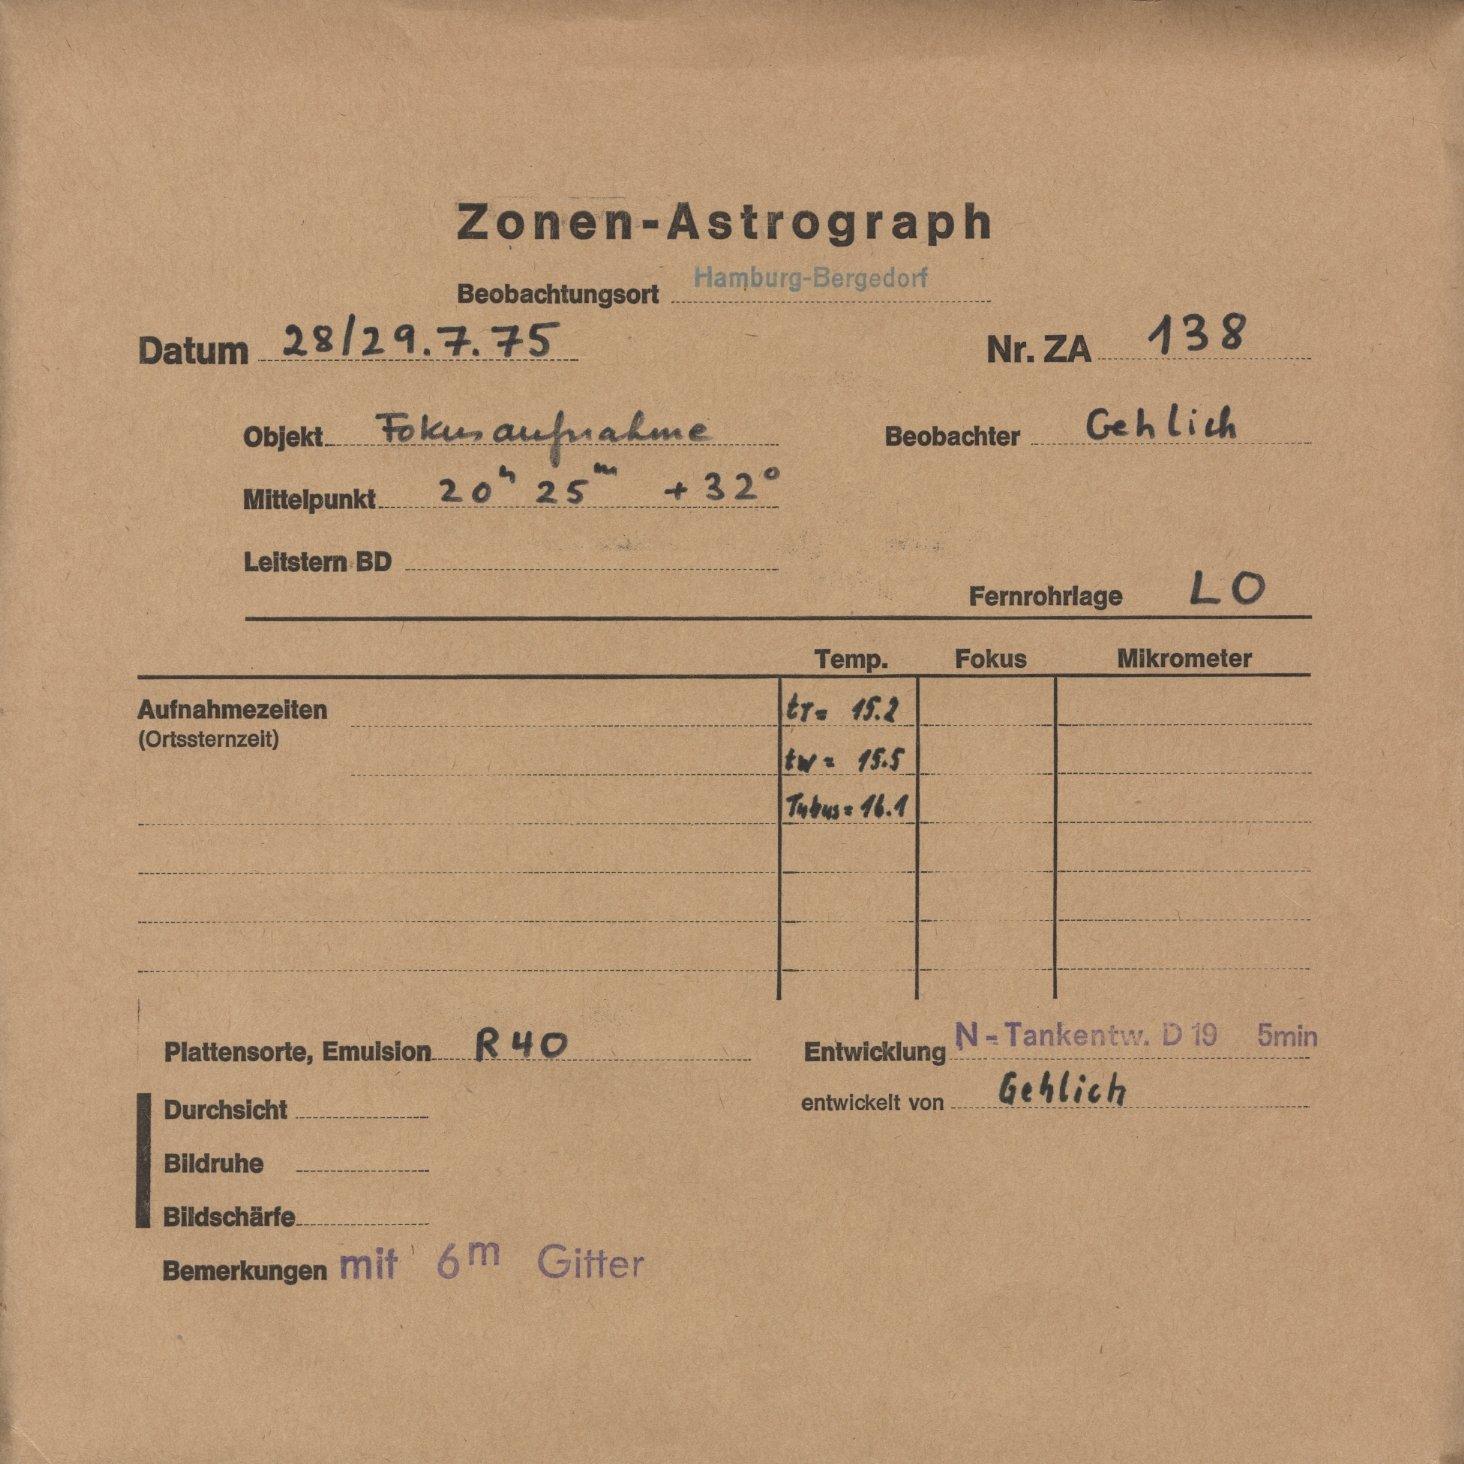 Zonen-Astrograph
Beobachtungsort Hamburg-Bergedorf
Datum 28/29.7.75 Nr. ZA 138
Objekt Fokusaufnahme Beobachter Gehlich
Mittelpunkt 20h 25m +32°
Leitstern BD
Fernrohrlage LO
Temp. Fokus Mikrometer
Aufnahmezeiten tr= 15.2
(Ortssternzeit)
tw= 15.5
Tubus=16.1
Plattensorte, Emulsion R40 Entwicklung N-Tankentw. D19 5min
Durchsicht entwickelt von Gehlich
Bildruhe
Bildschärfe
Bemerkungen mit 6m Gitter